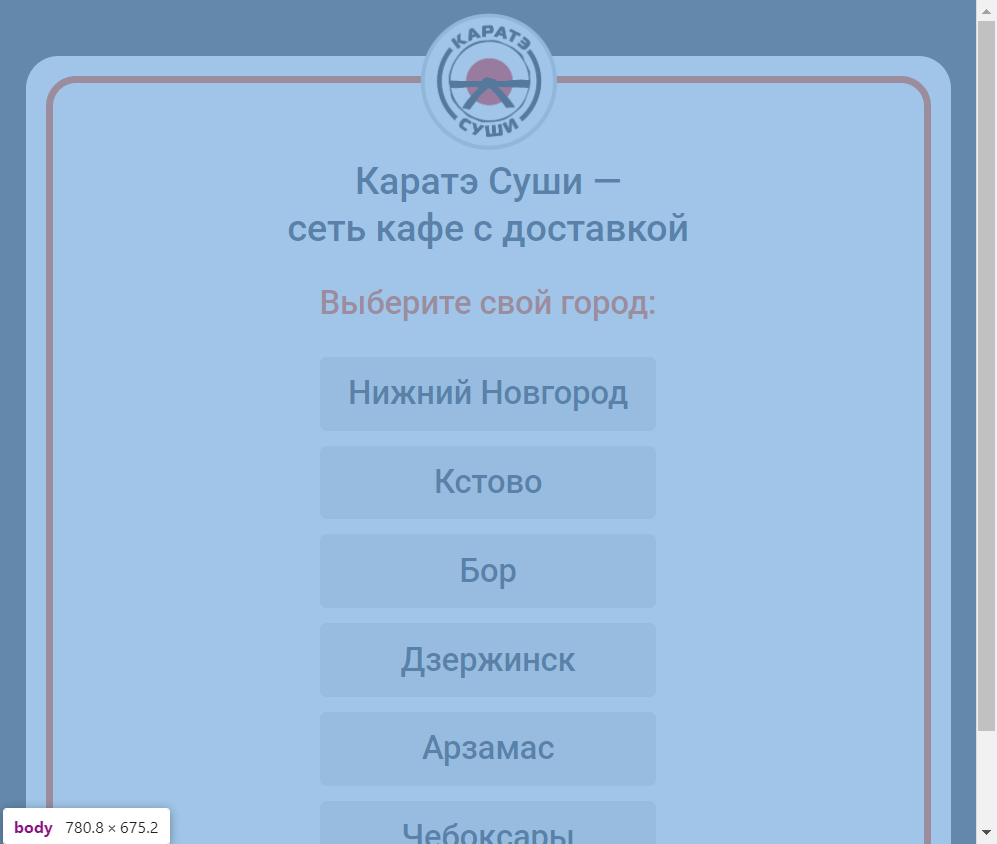 КАРАТЭ
СУШИ
Каратэ Суши —
сеть кафе с доставкой
Выберите свой город:
Нижний Новгород
Кстово
Бор
Дзержинск
Арзамас
Чебоксары
body 780.8 × 675.2